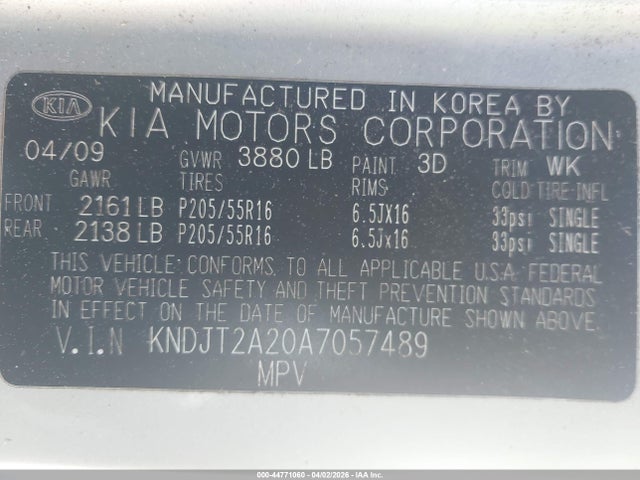 KIA
MANUFACTURED IN KOREA BY
KIA MOTORS CORPORATION
04/09 GVWR 3880 LB PAINT 3D TRIM WK
GAWR TIRES RIMS COLD TIRE INFL
FRONT 2161 LB P205/55R16 6.5JX16 33psi SINGLE
REAR 2138 LB P205/55R16 6.5Jx16 33psi SINGLE
THIS VEHICLE CONFORMS TO ALL APPLICABLE U.S.A. FEDERAL
MOTOR VEHICLE SAFETY AND THEFT PREVENTION STANDARDS
IN EFFECT ON THE DATE OF MANUFACTURE SHOWN ABOVE.
V.I.N KNDJT2A20A7057489
MPV
000-44771060 - 04/02/2026 - IAA Inc.